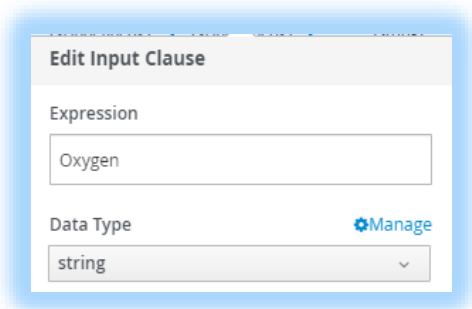 Edit Input Clause
Expression
Oxygen
Data Type Manage
string